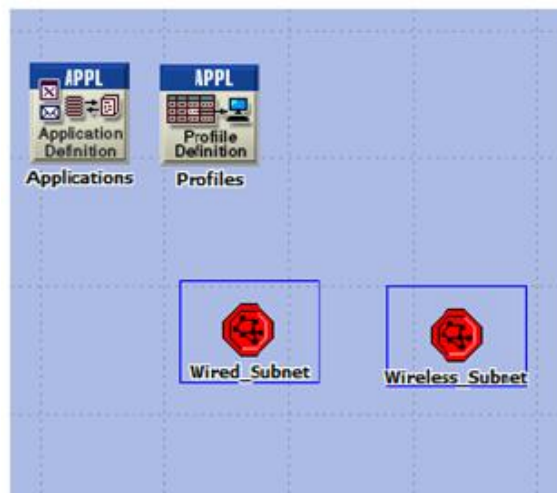 APPL
Application
Definition
Applications
APPL
Profile
Definition
Profiles
Wired_Subnet
Wireless_Subnet